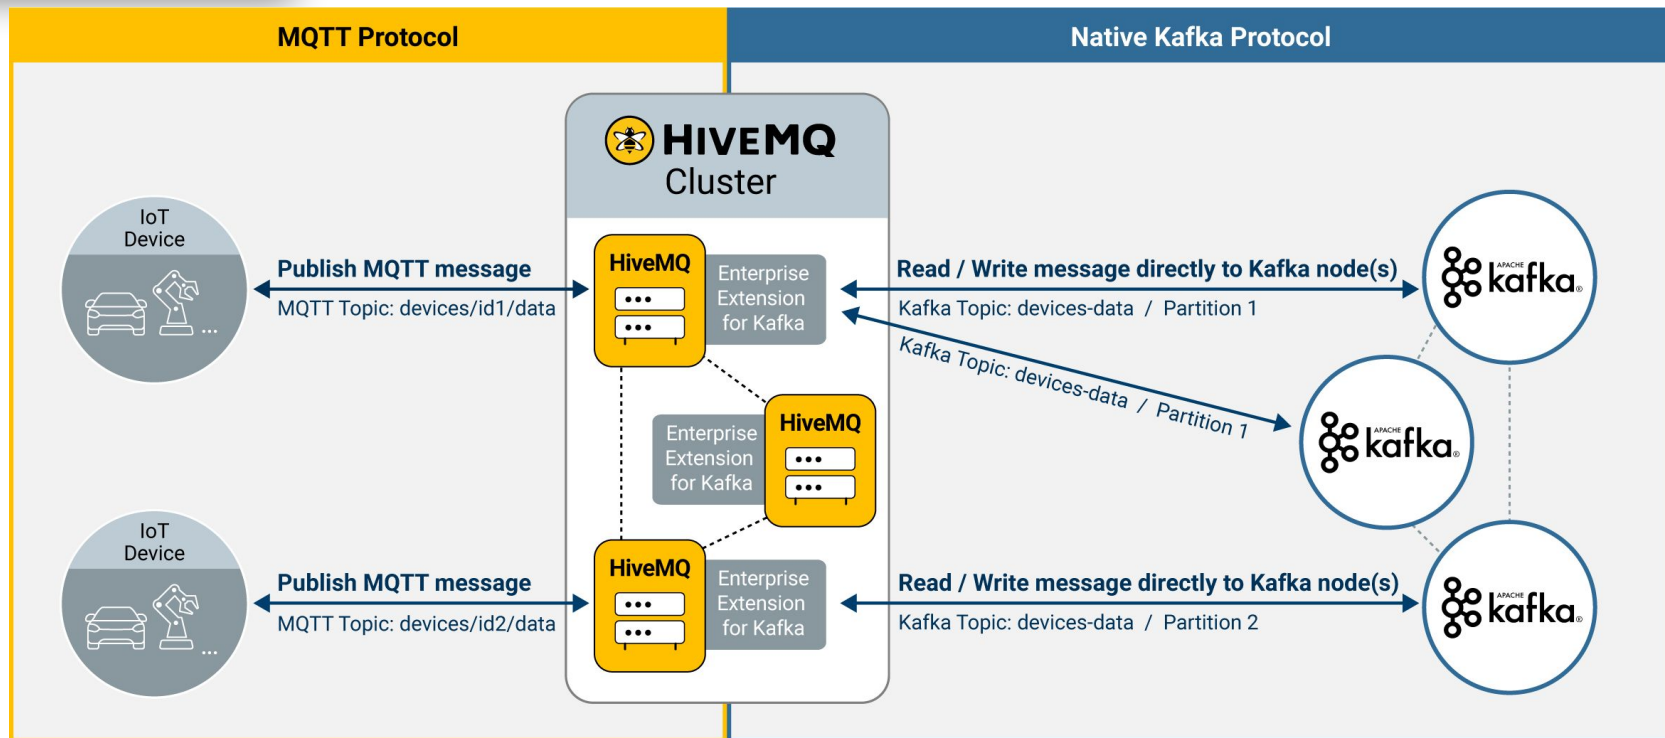 MQTT Protocol
Native Kafka Protocol
HIVEMQ
Cluster
IoT
Device
...
Publish MQTT message
MQTT Topic: devices/id1/data
HiveMQ
Enterprise
Extension
for Kafka
Read / Write message directly to Kafka node(s)
Kafka Topic: devices-data / Partition 1
APACHE
kafka®
Kafka Topic: devices-data / Partition 1
APACHE
kafka®
Enterprise
Extension
for Kafka
HiveMQ
IoT
Device
...
Publish MQTT message
MQTT Topic: devices/id2/data
HiveMQ
Enterprise
Extension
for Kafka
Read / Write message directly to Kafka node(s)
Kafka Topic: devices-data / Partition 2
APACHE
kafka®